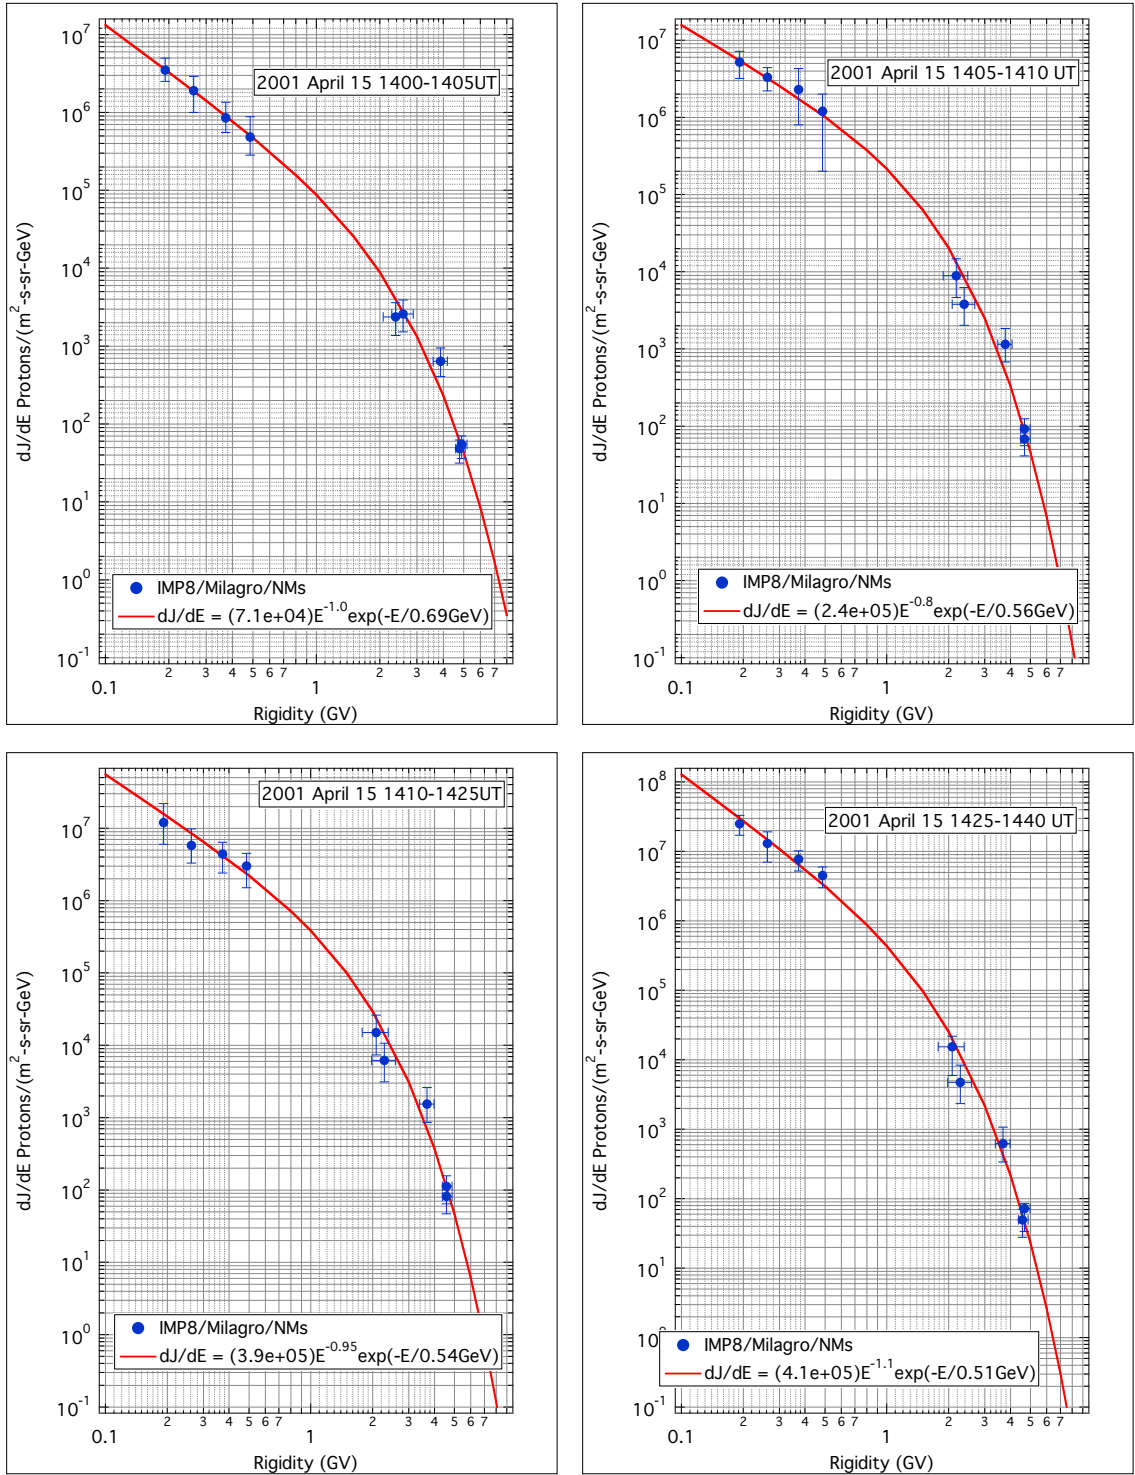 10^7
10^6
10^5
10^4
10^3
10^2
10^1
10^0
10^-1
dJ/dE Protons/(m^2-s-sr-GeV)
2001 April 15 1400-1405UT
IMP8/Milagro/NMs
dJ/dE = (7.1e+04)E^-1.0 exp(-E/0.69GeV)
2 3 4 5 6 7 2 3 4 5 6 7
0.1 1
Rigidity (GV)
10^7
10^6
10^5
10^4
10^3
10^2
10^1
10^0
10^-1
dJ/dE Protons/(m^2-s-sr-GeV)
2001 April 15 1405-1410 UT
IMP8/Milagro/NMs
dJ/dE = (2.4e+05)E^-0.8 exp(-E/0.56GeV)
2 3 4 5 6 7 2 3 4 5 6 7
0.1 1
Rigidity (GV)
10^7
10^6
10^5
10^4
10^3
10^2
10^1
10^0
10^-1
dJ/dE Protons/(m^2-s-sr-GeV)
2001 April 15 1410-1425UT
IMP8/Milagro/NMs
dJ/dE = (3.9e+05)E^-0.95 exp(-E/0.54GeV)
2 3 4 5 6 7 2 3 4 5 6 7
0.1 1
Rigidity (GV)
10^8
10^7
10^6
10^5
10^4
10^3
10^2
10^1
10^0
10^-1
dJ/dE Protons/(m^2-s-sr-GeV)
2001 April 15 1425-1440 UT
IMP8/Milagro/NMs
dJ/dE = (4.1e+05)E^-1.1 exp(-E/0.51GeV)
2 3 4 5 6 7 2 3 4 5 6 7
0.1 1
Rigidity (GV)